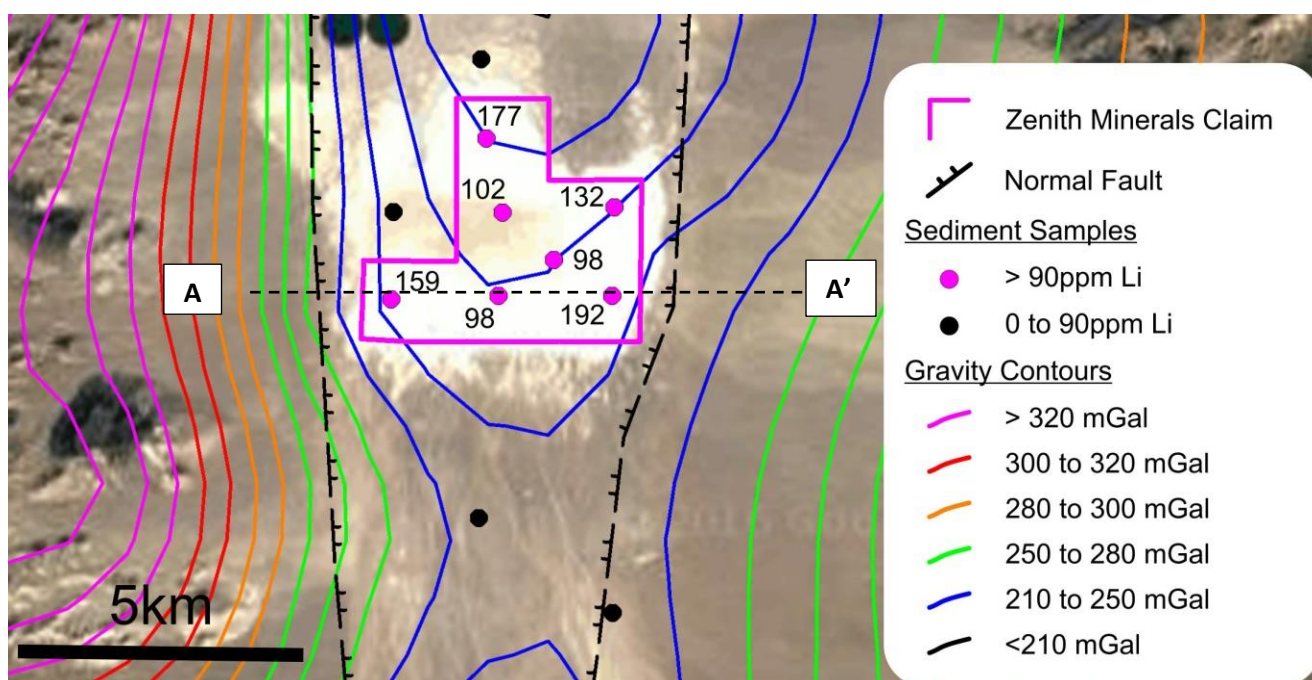 177
102
132
98
159
98
192
A
A’
5km
Zenith Minerals Claim
Normal Fault
Sediment Samples
> 90ppm Li
0 to 90ppm Li
Gravity Contours
> 320 mGal
300 to 320 mGal
280 to 300 mGal
250 to 280 mGal
210 to 250 mGal
<210 mGal